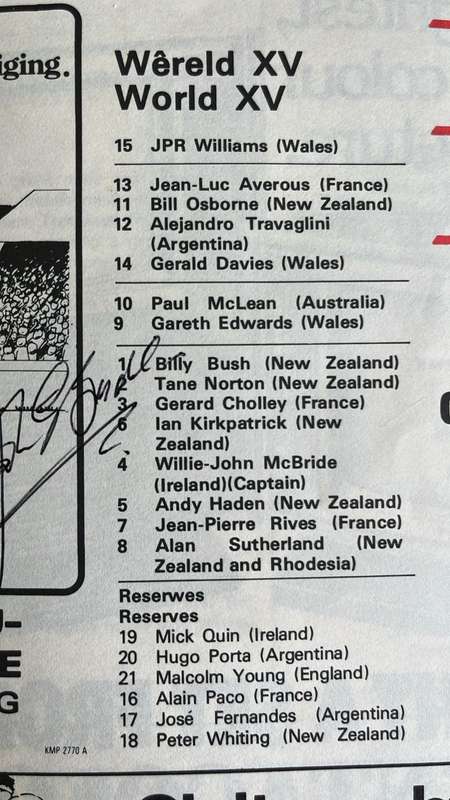 iging.
Wêreld XV
World XV
15 JPR Williams (Wales)
13 Jean-Luc Averous (France)
11 Bill Osborne (New Zealand)
12 Alejandro Travaglini
(Argentina)
14 Gerald Davies (Wales)
10 Paul McLean (Australia)
9 Gareth Edwards (Wales)
1 Billy Bush (New Zealand)
Tane Norton (New Zealand)
3 Gerard Cholley (France)
6 Ian Kirkpatrick (New
Zealand)
4 Willie-John McBride
(Ireland)(Captain)
5 Andy Haden (New Zealand)
7 Jean-Pierre Rives (France)
8 Alan Sutherland (New
Zealand and Rhodesia)
Reserwes
Reserves
19 Mick Quin (Ireland)
20 Hugo Porta (Argentina)
21 Malcolm Young (England)
16 Alain Paco (France)
17 José Fernandes (Argentina)
18 Peter Whiting (New Zealand)
KMP 2770 A